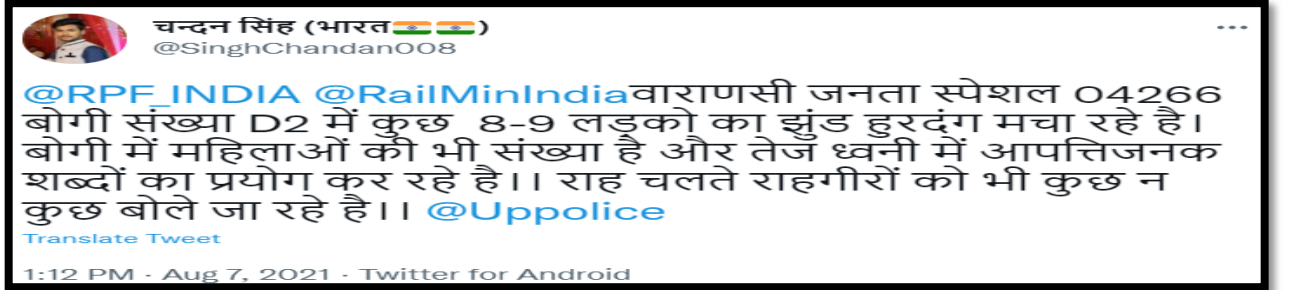 चन्दन सिंह (भारत🇮🇳🇮🇳)
@SinghChandan008
@RPF_INDIA @RailMinIndiaवाराणसी जनता स्पेशल 04266
बोगी संख्या D2 में कुछ 8-9 लड़को का झुंड हुरदंग मचा रहे है।
बोगी में महिलाओं की भी संख्या है और तेज ध्वनी में आपत्तिजनक
शब्दों का प्रयोग कर रहे है।। राह चलते राहगीरों को भी कुछ न
कुछ बोले जा रहे है।। @Uppolice
Translate Tweet
1:12 PM · Aug 7, 2021 · Twitter for Android